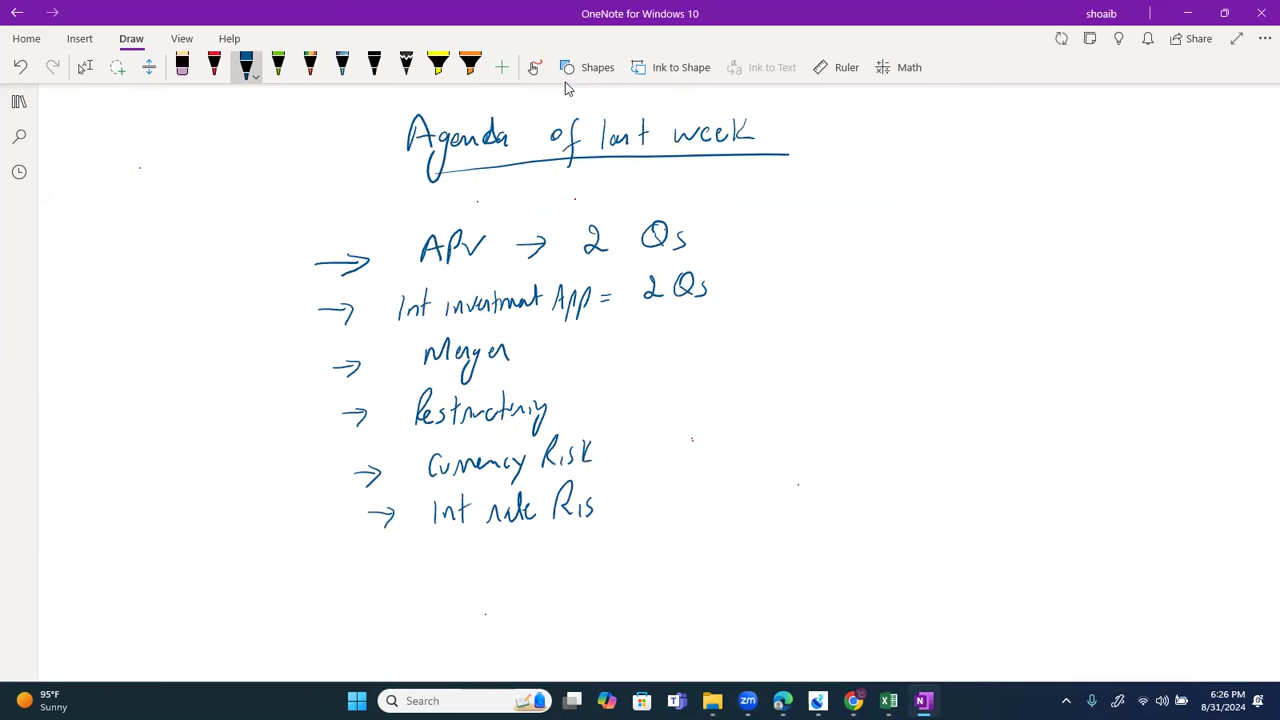 OneNote for Windows 10
shoaib
Home Insert Draw View Help
Share
Shapes Ink to Shape Ink to Text Ruler Math
Agenda of last week
→ APV → 2 Qs
→ Int investment App = 2 Qs
→ Merger
→ Restructuring
→ Currency Risk
→ Int rate Ris
95°F
Sunny
Search
6:26 PM
8/31/2024